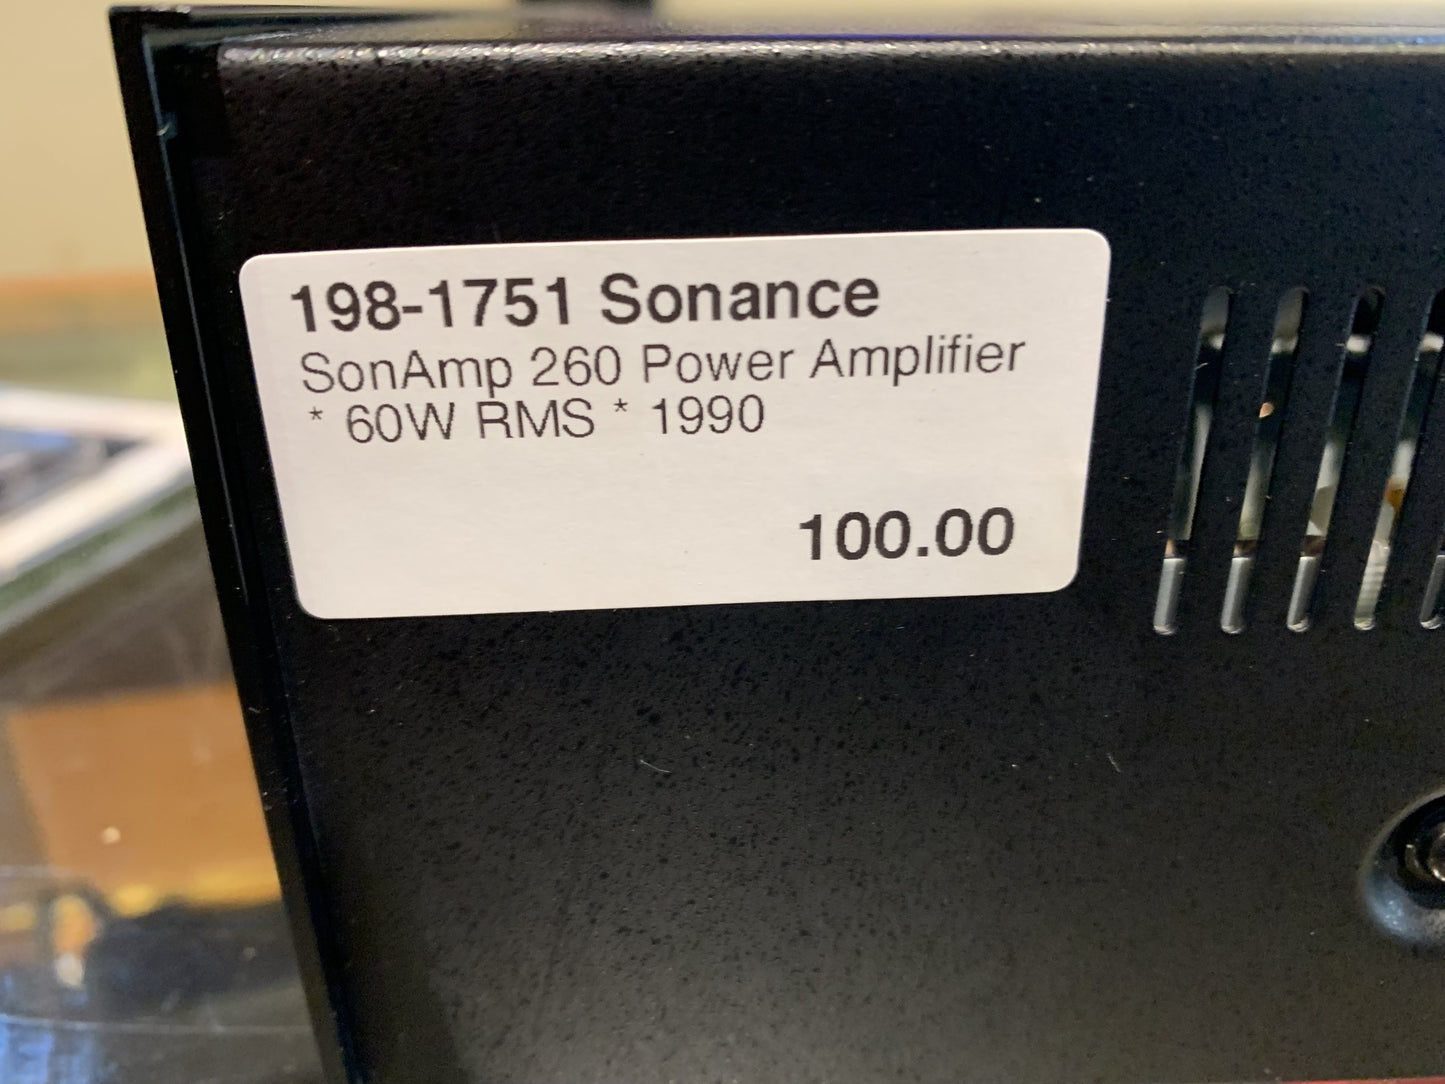 198-1751 Sonance
SonAmp 260 Power Amplifier
* 60W RMS * 1990
100.00